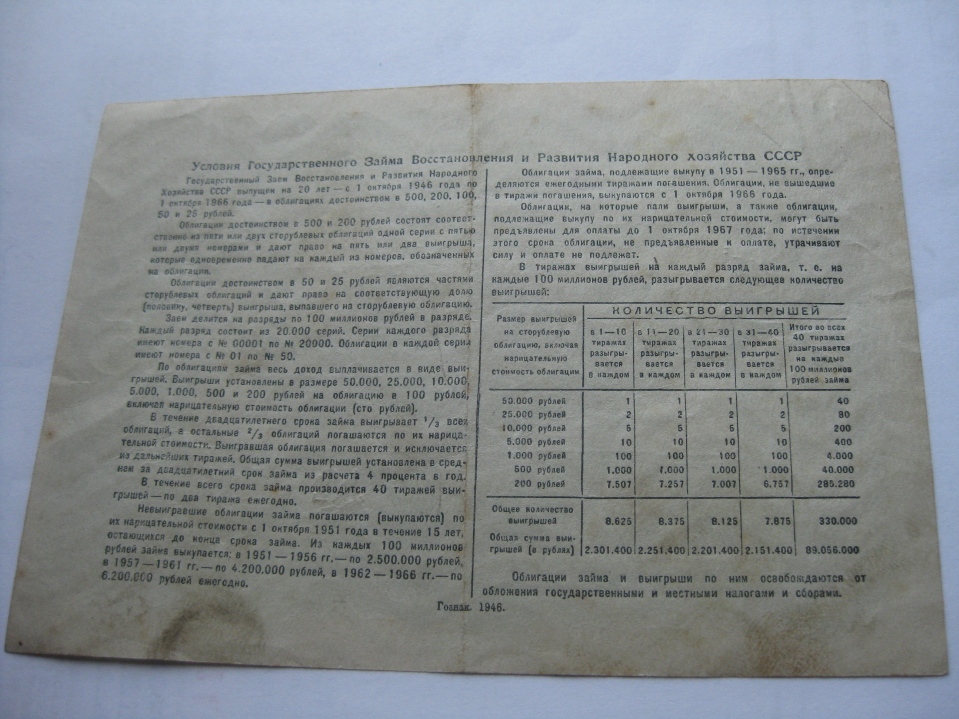 Условия Государственного Займа Восстановления и Развития Народного Хозяйства СССР
Государственный Заем Восстановления и Развития Народного
Хозяйства СССР выпущен на 20 лет — с 1 октября 1946 года по
1 октября 1966 года — в облигациях достоинством в 500, 200, 100,
50 и 25 рублей.
Облигации достоинством в 500 и 200 рублей состоят соответ-
ственно из пяти или двух сторублевых облигаций одной серии с пятью
или двумя номерами и дают право на пять или два выигрыша,
которые одновременно падают на каждый из номеров, обозначенных
на облигации.
Облигации достоинством в 50 и 25 рублей являются частями
сторублевых облигаций и дают право на соответствующую долю
(половину, четверть) выигрыша, выпавшего на сторублевую облигацию.
Заем делится на разряды по 100 миллионов рублей в разряде.
Каждый разряд состоит из 20.000 серий. Серии каждого разряда
имеют номера с № 00001 по № 20000. Облигации в каждой серии
имеют номера с № 01 по № 50.
По облигациям займа весь доход выплачивается в виде выи-
грышей. Выигрыши установлены в размере 50.000, 25.000, 10.000,
5.000, 1.000, 500 и 200 рублей на облигацию в 100 рублей,
включая нарицательную стоимость облигации (сто рублей).
В течение двадцатилетнего срока займа выигрывает 1/3 всех
облигаций, а остальные 2/3 облигаций погашаются по их нарица-
тельной стоимости. Выигравшая облигация погашается и исключается
из дальнейших тиражей. Общая сумма выигрышей установлена в сред-
нем за двадцатилетний срок займа из расчета 4 процента в год.
В течение всего срока займа производится 40 тиражей выи-
грышей — по два тиража ежегодно.
Невыигравшие облигации займа погашаются (выкупаются) по
их нарицательной стоимости с 1 октября 1951 года в течение 15 лет,
остающихся до конца срока займа. Из каждых 100 миллионов
рублей займа выкупается: в 1951 — 1956 гг. — по 2.500.000 рублей,
в 1957 — 1961 гг. — по 4.200.000 рублей, в 1962 — 1966 гг. — по
6.200.000 рублей ежегодно.
Облигации займа, подлежащие выкупу в 1951 — 1965 гг., опре-
деляются ежегодными тиражами погашения. Облигации, не вышедшие
в тиражи погашения, выкупаются с 1 октября 1966 года.
Облигации, на которые пали выигрыши, а также облигации,
подлежащие выкупу по их нарицательной стоимости, могут быть
предъявлены для оплаты до 1 октября 1967 года; по истечении
этого срока облигации, не предъявленные к оплате, утрачивают
силу и оплате не подлежат.
В тиражах выигрышей на каждый разряд займа, т. е. на
каждые 100 миллионов рублей, разыгрывается следующее количество
выигрышей:
Размер выигрышей
на сторублевую
облигацию, включая
нарицательную
стоимость облигации
КОЛИЧЕСТВО ВЫИГРЫШЕЙ
в 1—10
тиражах
разыгры-
вается
в каждом
в 11—20
тиражах
разыгры-
вается
в каждом
в 21—30
тиражах
разыгры-
вается
в каждом
в 31—40
тиражах
разыгры-
вается
в каждом
Итого во всех
40 тиражах
разыгрывается
на каждые
100 миллионов
рублей займа
50.000 рублей 1 1 1 1 40
25.000 рублей 2 2 2 2 80
10.000 рублей 5 5 5 5 200
5.000 рублей 10 10 10 10 400
1.000 рублей 100 100 100 100 4.000
500 рублей 1.000 1.000 1.000 1.000 40.000
200 рублей 7.507 7.257 7.007 6.757 285.280
Общее количество
выигрышей 8.625 8.375 8.125 7.875 330.000
Общая сумма выи-
грышей (в рублях) 2.301.400 2.251.400 2.201.400 2.151.400 89.056.000
Облигации займа и выигрыши по ним освобождаются от
обложения государственными и местными налогами и сборами.
Гознак. 1946.